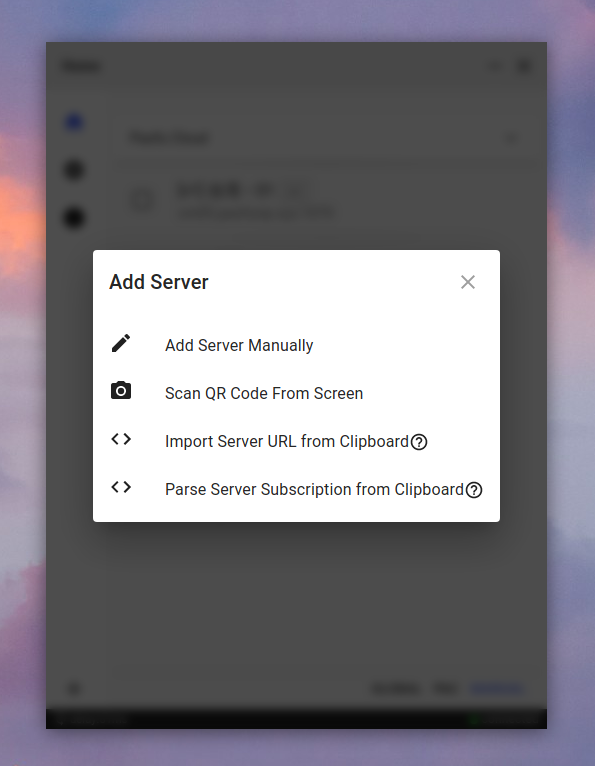 Add Server
Add Server Manually
Scan QR Code From Screen
Import Server URL from Clipboard
Parse Server Subscription from Clipboard